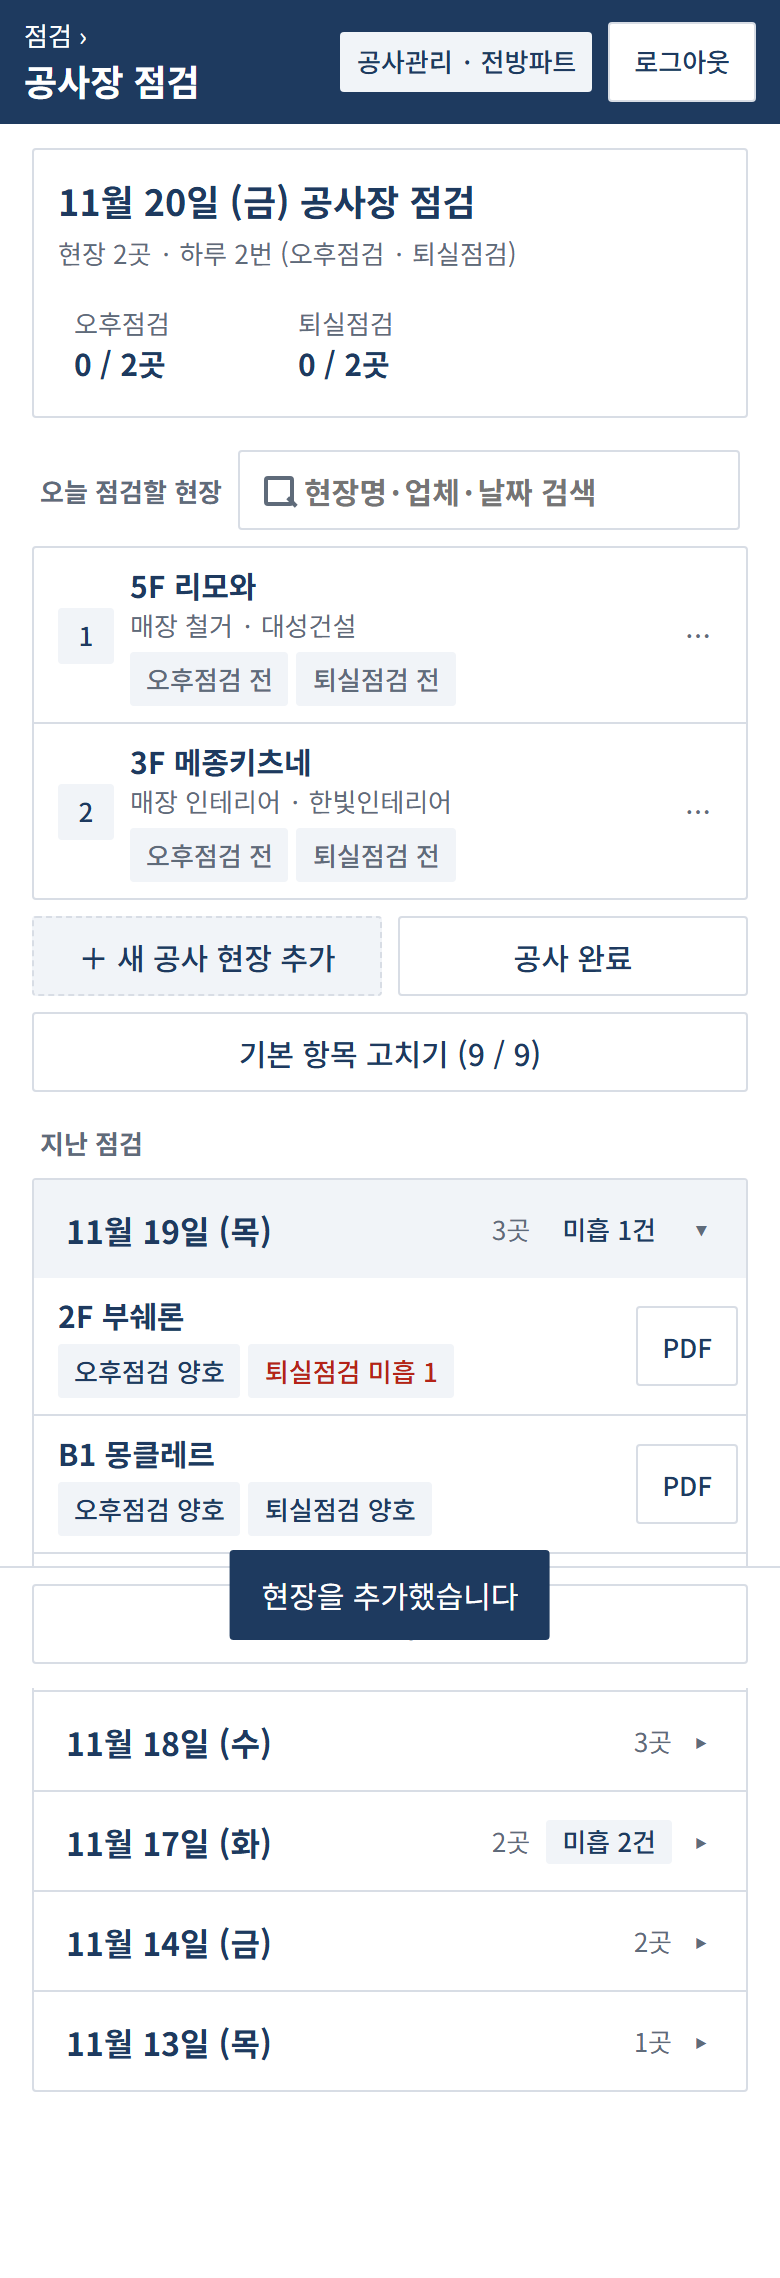 점검 ›
공사장 점검
공사관리 · 전방파트
로그아웃
11월 20일 (금) 공사장 점검
현장 2곳 · 하루 2번 (오후점검 · 퇴실점검)
오후점검
0 / 2곳
퇴실점검
0 / 2곳
오늘 점검할 현장
현장명·업체·날짜 검색
1
5F 리모와
매장 철거 · 대성건설
오후점검 전
퇴실점검 전
…
2
3F 메종키츠네
매장 인테리어 · 한빛인테리어
오후점검 전
퇴실점검 전
…
+ 새 공사 현장 추가
공사 완료
기본 항목 고치기 (9 / 9)
지난 점검
11월 19일 (목)
3곳
미흡 1건
▼
2F 부쉐론
오후점검 양호
퇴실점검 미흡 1
PDF
B1 몽클레르
오후점검 양호
퇴실점검 양호
PDF
현장을 추가했습니다
11월 18일 (수)
3곳
▶
11월 17일 (화)
2곳
미흡 2건
▶
11월 14일 (금)
2곳
▶
11월 13일 (목)
1곳
▶